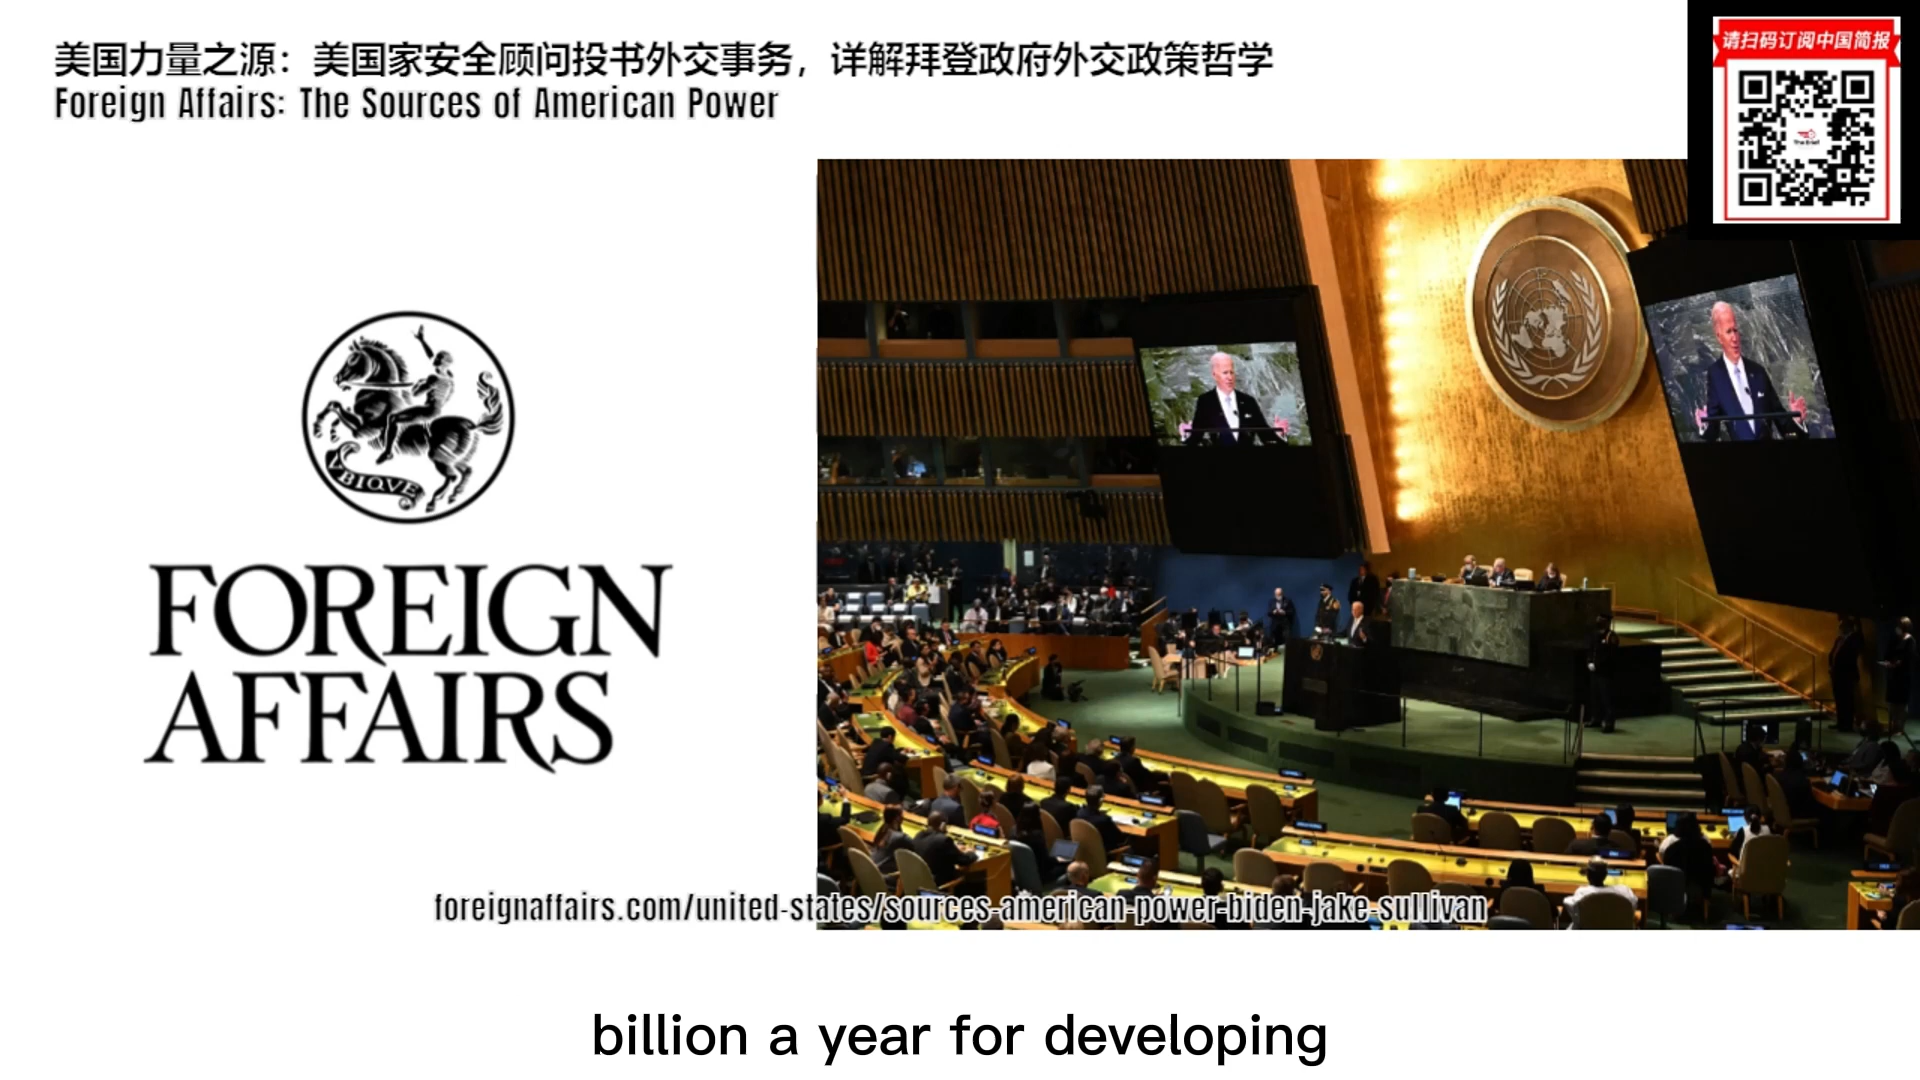 美国力量之源：美国家安全顾问投书外交事务，详解拜登政府外交政策哲学
Foreign Affairs: The Sources of American Power
请扫码订阅中国简报
VBIQVE
FOREIGN
AFFAIRS
foreignaffairs.com/united-states/sources-american-power-biden-jake-sullivan
billion a year for developing